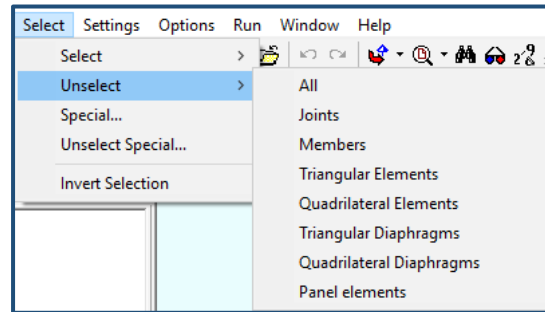 Select Settings Options Run Window Help
Select >
Unselect >
Special...
Unselect Special...
Invert Selection
All
Joints
Members
Triangular Elements
Quadrilateral Elements
Triangular Diaphragms
Quadrilateral Diaphragms
Panel elements